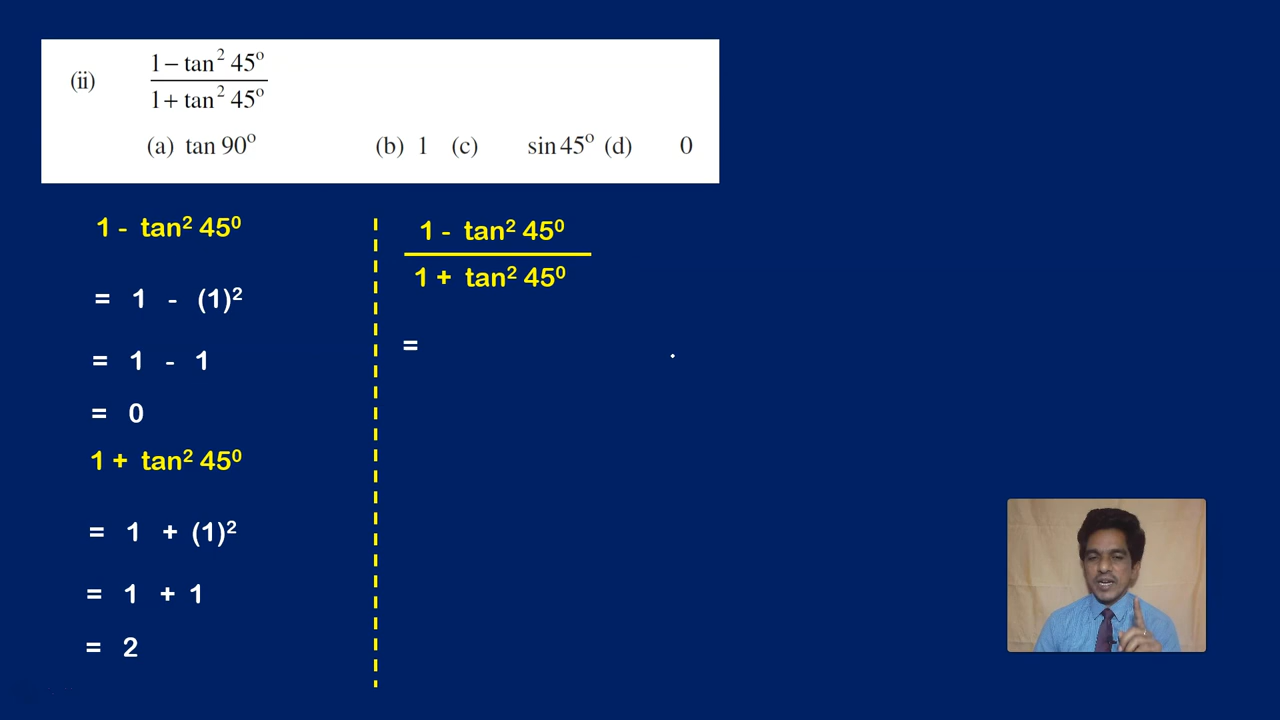 (ii) 1 − tan² 45°
1 + tan² 45°
(a) tan 90° (b) 1 (c) sin 45° (d) 0
1 - tan² 45⁰
= 1 - (1)²
= 1 - 1
= 0
1 + tan² 45⁰
= 1 + (1)²
= 1 + 1
= 2
1 - tan² 45⁰
1 + tan² 45⁰
=